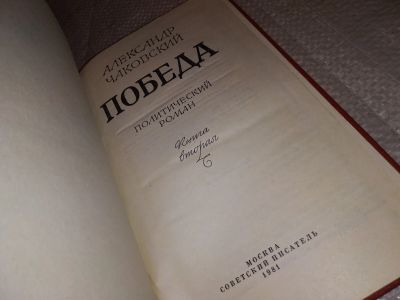 АЛЕКСАНДР
ЧАКОВСКИЙ
ПОБЕДА
ПОЛИТИЧЕСКИЙ
РОМАН
Книга
вторая
МОСКВА
СОВЕТСКИЙ ПИСАТЕЛЬ
1981